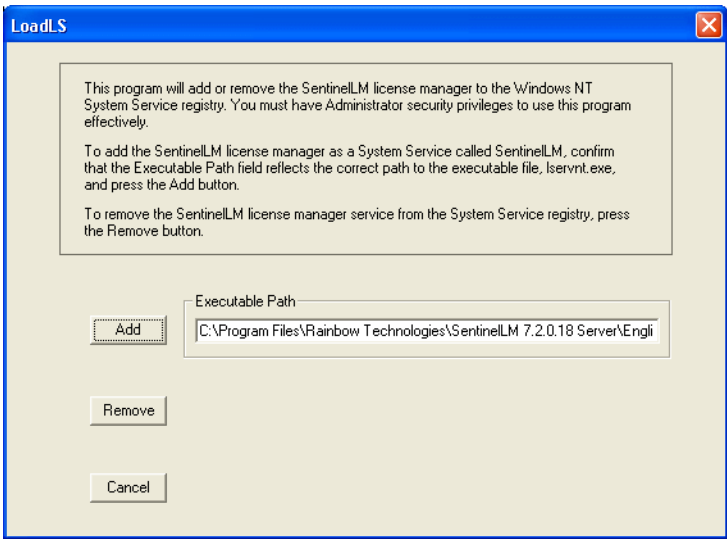 LoadLS
This program will add or remove the SentinelLM license manager to the Windows NT
System Service registry. You must have Administrator security privileges to use this program
effectively.
To add the SentinelLM license manager as a System Service called SentinelLM, confirm
that the Executable Path field reflects the correct path to the executable file, lservnt.exe,
and press the Add button.
To remove the SentinelLM license manager service from the System Service registry, press
the Remove button.
Executable Path
Add
C:\Program Files\Rainbow Technologies\SentinelLM 7.2.0.18 Server\Engli
Remove
Cancel